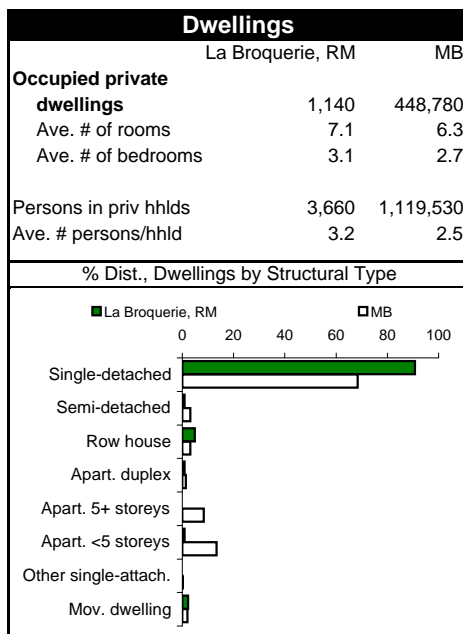 Dwellings
La Broquerie, RM MB
Occupied private
dwellings 1,140 448,780
Ave. # of rooms 7.1 6.3
Ave. # of bedrooms 3.1 2.7
Persons in priv hhlds 3,660 1,119,530
Ave. # persons/hhld 3.2 2.5
% Dist., Dwellings by Structural Type
La Broquerie, RM MB
0 20 40 60 80 100
Single-detached
Semi-detached
Row house
Apart. duplex
Apart. 5+ storeys
Apart. <5 storeys
Other single-attach.
Mov. dwelling